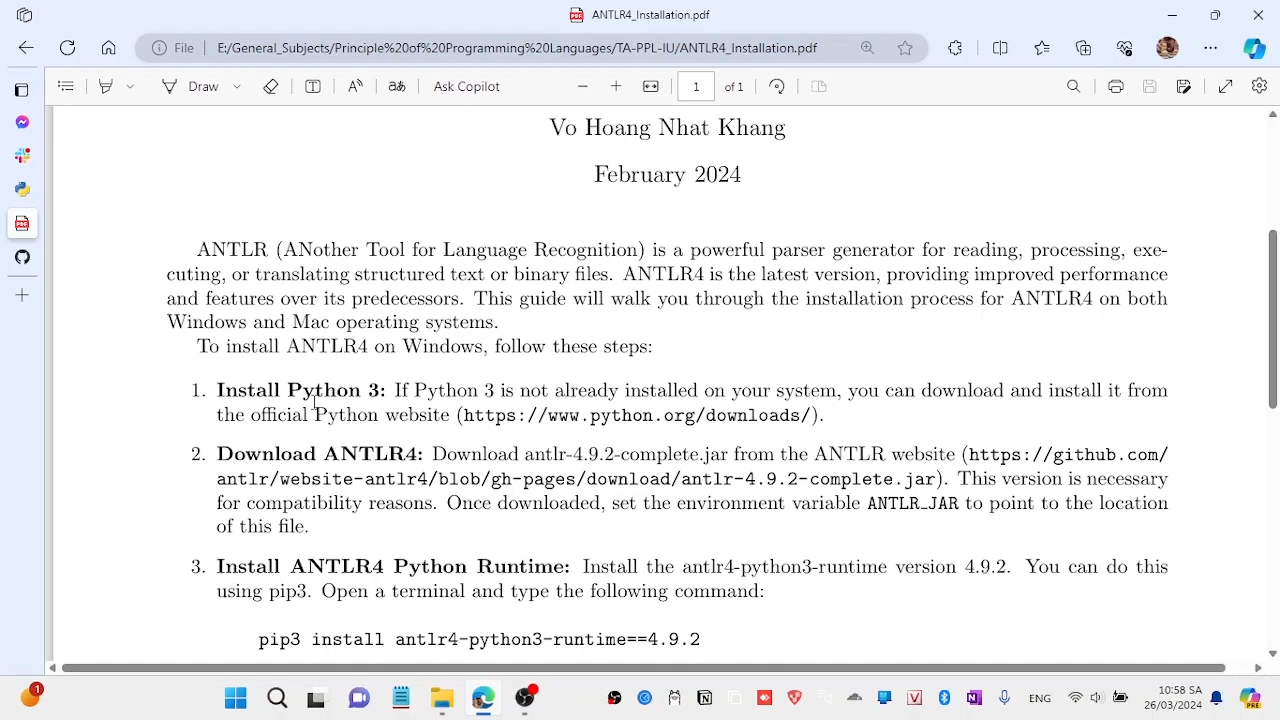 ANTLR4_Installation.pdf
File
E:/General_Subjects/Principle%20of%20Programming%20Languages/TA-PPL-IU/ANTLR4_Installation.pdf
Draw
Ask Copilot
1
of 1
Vo Hoang Nhat Khang
February 2024
ANTLR (ANother Tool for Language Recognition) is a powerful parser generator for reading, processing, exe-
cuting, or translating structured text or binary files. ANTLR4 is the latest version, providing improved performance
and features over its predecessors. This guide will walk you through the installation process for ANTLR4 on both
Windows and Mac operating systems.
To install ANTLR4 on Windows, follow these steps:
1. Install Python 3: If Python 3 is not already installed on your system, you can download and install it from
the official Python website (https://www.python.org/downloads/).
2. Download ANTLR4: Download antlr-4.9.2-complete.jar from the ANTLR website (https://github.com/
antlr/website-antlr4/blob/gh-pages/download/antlr-4.9.2-complete.jar). This version is necessary
for compatibility reasons. Once downloaded, set the environment variable ANTLR_JAR to point to the location
of this file.
3. Install ANTLR4 Python Runtime: Install the antlr4-python3-runtime version 4.9.2. You can do this
using pip3. Open a terminal and type the following command:
pip3 install antlr4-python3-runtime==4.9.2
1
ENG
10:58 SA
26/03/2024
PRE